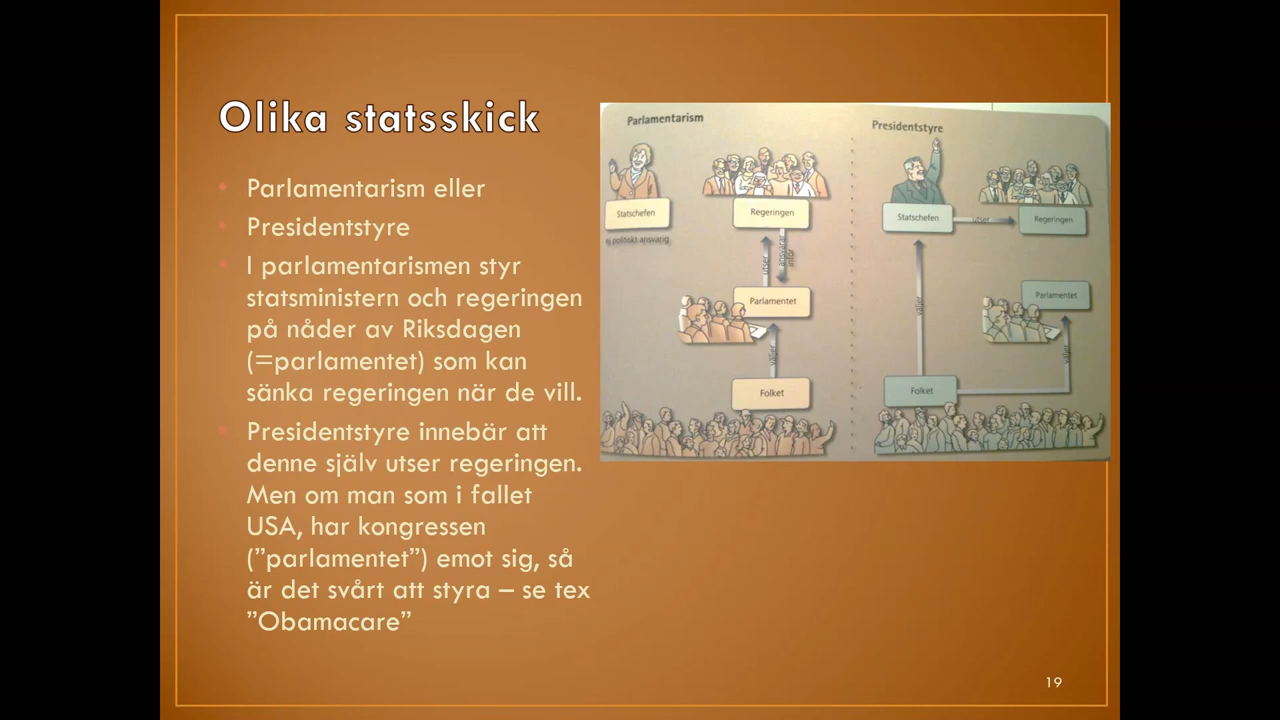 Olika statsskick
• Parlamentarism eller
• Presidentstyre
• I parlamentarismen styr
statsministern och regeringen
på nåder av Riksdagen
(=parlamentet) som kan
sänka regeringen när de vill.
• Presidentstyre innebär att
denne själv utser regeringen.
Men om man som i fallet
USA, har kongressen
(”parlamentet”) emot sig, så
är det svårt att styra – se tex
”Obamacare”
Parlamentarism
Statschefen
ej politiskt ansvarig
Regeringen
utser
ansvarar inför
Parlamentet
väljer
Folket
Presidentstyre
Statschefen
utser
Regeringen
väljer
Parlamentet
väljer
Folket
19